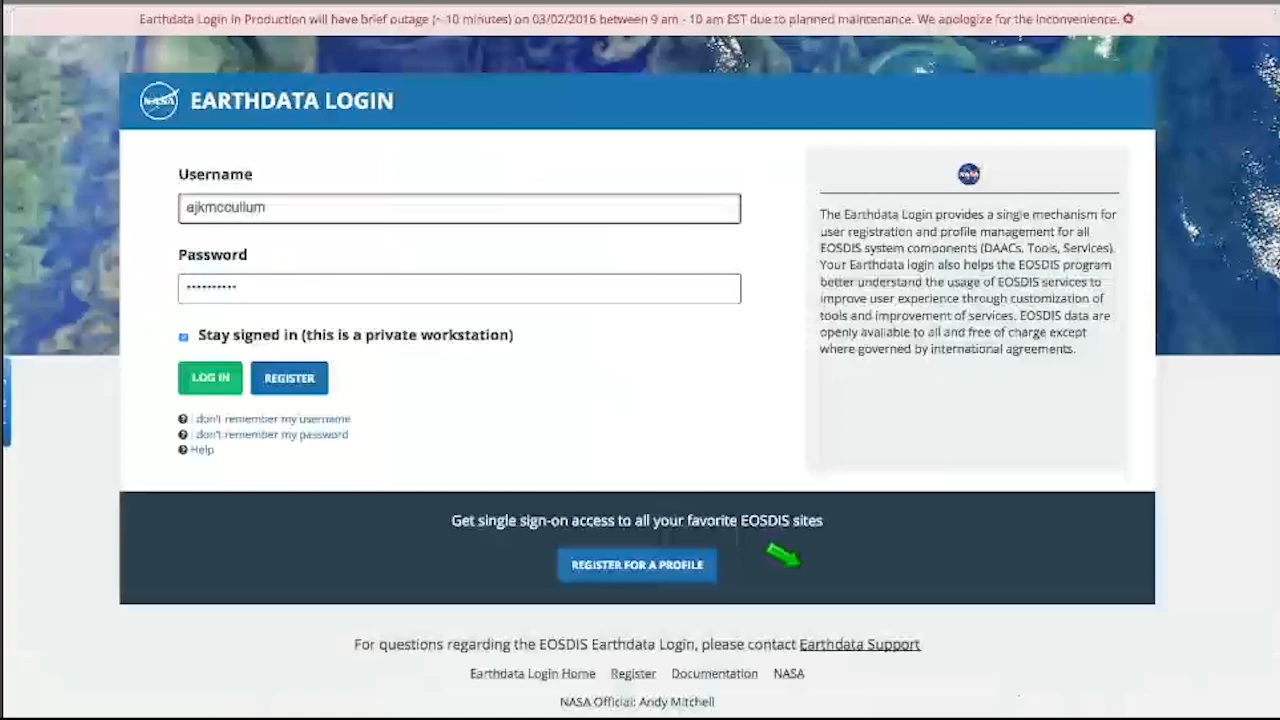 Earthdata Login in Production will have brief outage (~ 10 minutes) on 03/02/2016 between 9 am - 10 am EST due to planned maintenance. We apologize for the inconvenience.
NASA EARTHDATA LOGIN
Username
ajkmccullum
Password
Stay signed in (this is a private workstation)
LOG IN REGISTER
I don't remember my username
I don't remember my password
Help
NASA
The Earthdata Login provides a single mechanism for
user registration and profile management for all
EOSDIS system components (DAACs, Tools, Services).
Your Earthdata login also helps the EOSDIS program
better understand the usage of EOSDIS services to
improve user experience through customization of
tools and improvement of services. EOSDIS data are
openly available to all and free of charge except
where governed by international agreements.
Get single sign-on access to all your favorite EOSDIS sites
REGISTER FOR A PROFILE
For questions regarding the EOSDIS Earthdata Login, please contact Earthdata Support
Earthdata Login Home Register Documentation NASA
NASA Official: Andy Mitchell